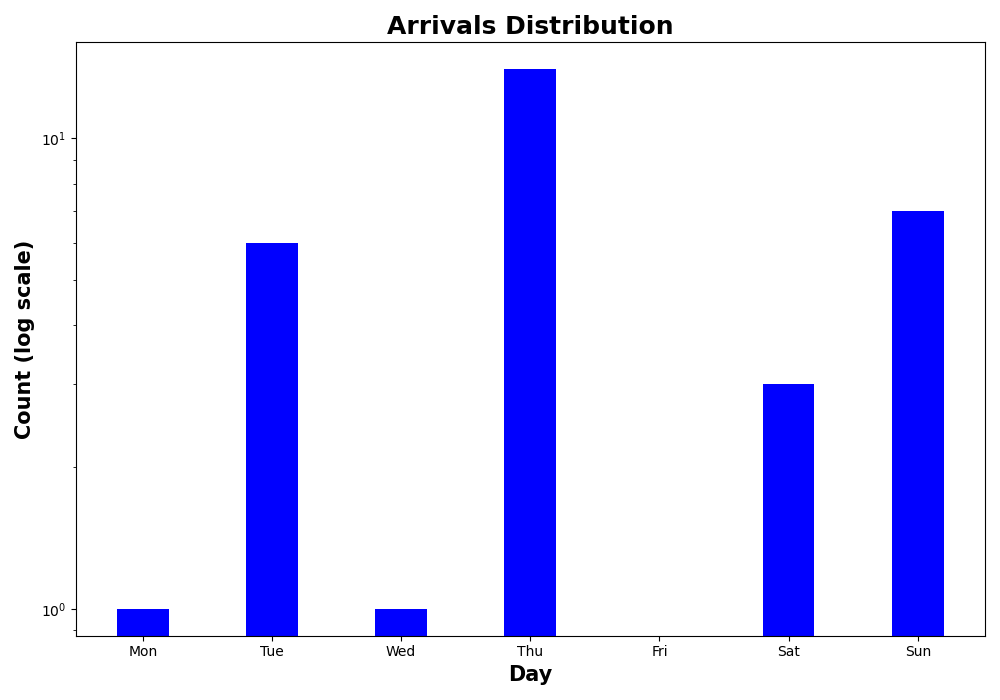 Arrivals Distribution
Count (log scale)
10¹
10⁰
Mon Tue Wed Thu Fri Sat Sun
Day